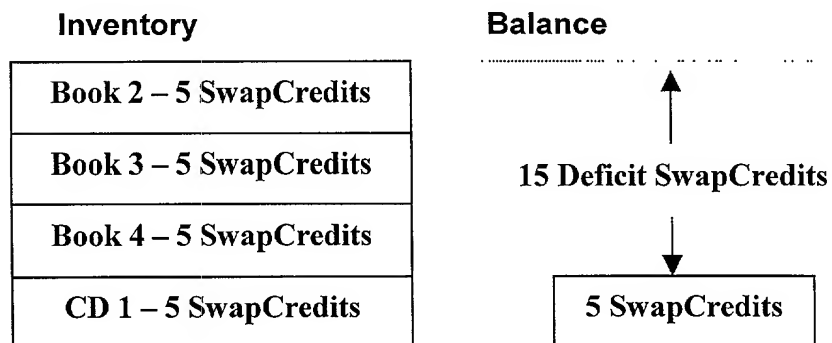 Inventory
Book 2 – 5 SwapCredits
Book 3 – 5 SwapCredits
Book 4 – 5 SwapCredits
CD 1 – 5 SwapCredits
Balance
15 Deficit SwapCredits
5 SwapCredits